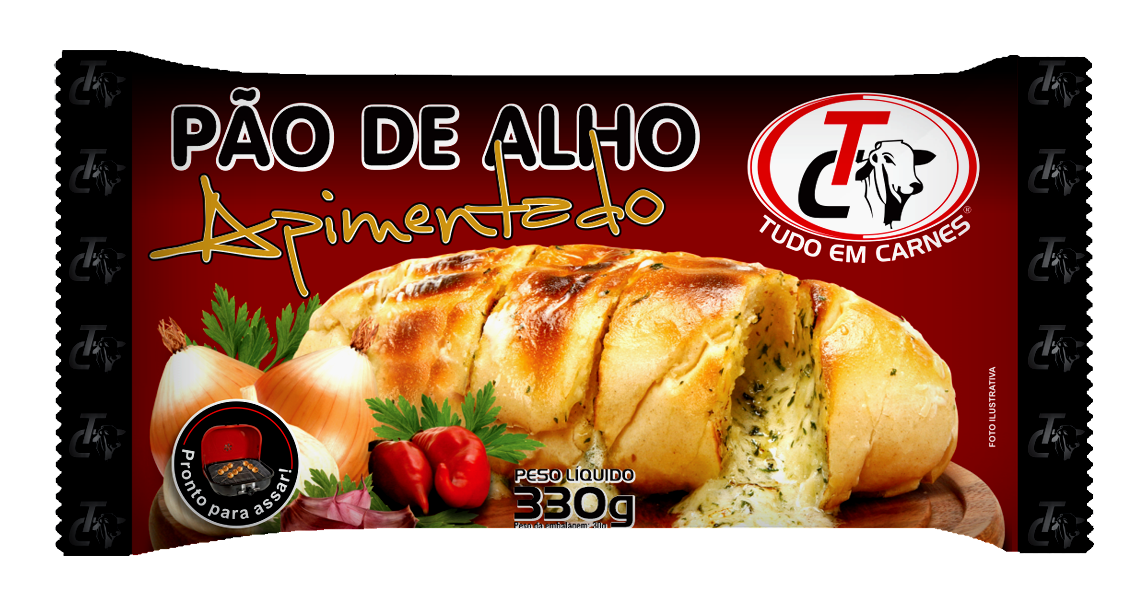 PÃO DE ALHO
Apimentado
TC
TUDO EM CARNES®
FOTO ILUSTRATIVA
Pronto para assar!
PESO LÍQUIDO
330g